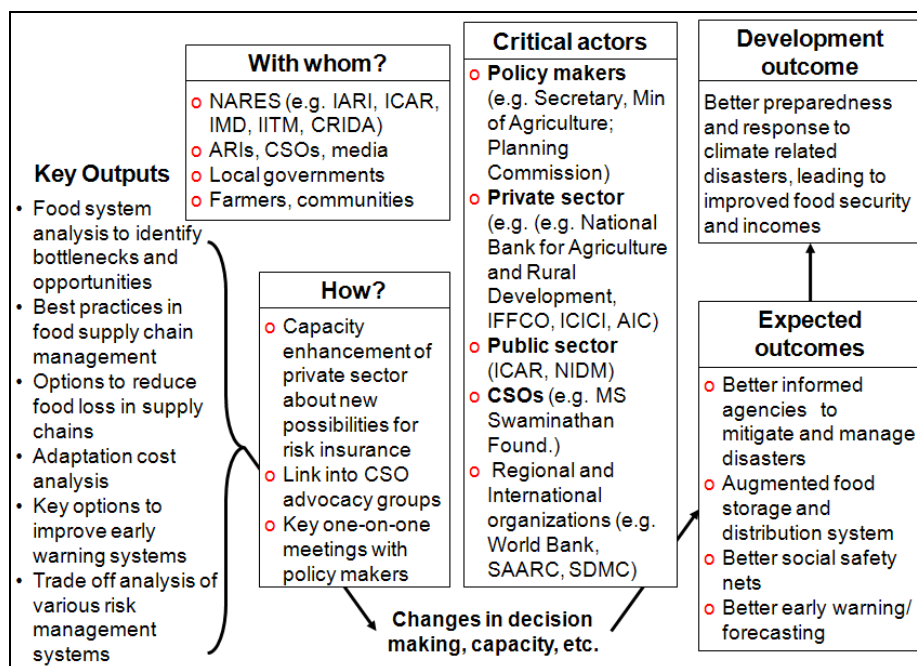 With whom?
o NARES (e.g. IARI, ICAR,
IMD, IITM, CRIDA)
o ARIs, CSOs, media
o Local governments
o Farmers, communities
Key Outputs
• Food system
analysis to identify
bottlenecks and
opportunities
• Best practices in
food supply chain
management
• Options to reduce
food loss in supply
chains
• Adaptation cost
analysis
• Key options to
improve early
warning systems
• Trade off analysis of
various risk
management
systems
How?
o Capacity
enhancement of
private sector
about new
possibilities for
risk insurance
o Link into CSO
advocacy groups
o Key one-on-one
meetings with
policy makers
Critical actors
o Policy makers
(e.g. Secretary, Min
of Agriculture;
Planning
Commission)
o Private sector
(e.g. (e.g. National
Bank for Agriculture
and Rural
Development,
IFFCO, ICICI, AIC)
o Public sector
(ICAR, NIDM)
o CSOs (e.g. MS
Swaminathan
Found.)
o Regional and
International
organizations (e.g.
World Bank,
SAARC, SDMC)
Changes in decision
making, capacity, etc.
Development
outcome
Better preparedness
and response to
climate related
disasters, leading to
improved food security
and incomes
Expected
outcomes
o Better informed
agencies to
mitigate and manage
disasters
o Augmented food
storage and
distribution system
o Better social safety
nets
o Better early warning/
forecasting